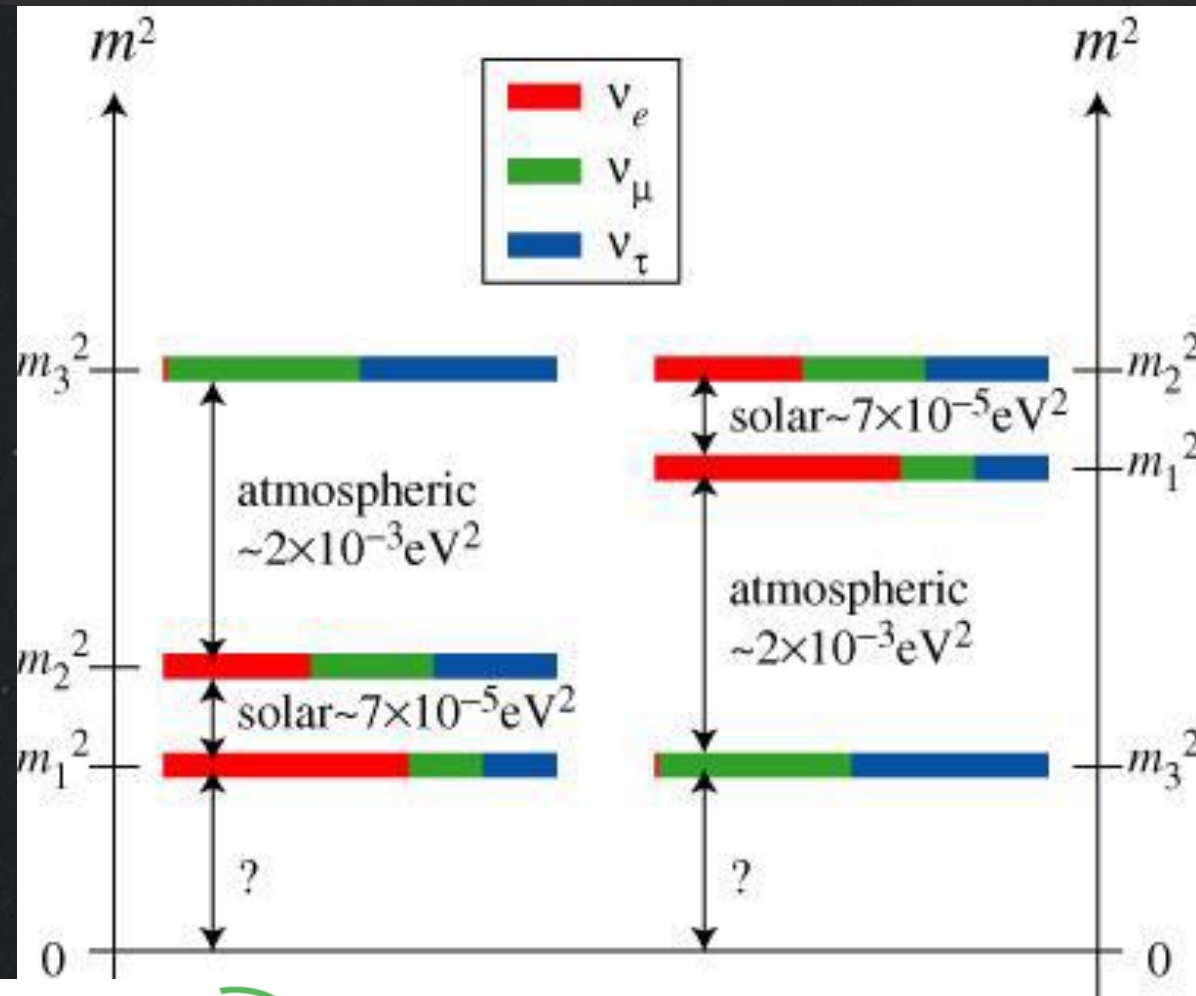 m² m²
νe
νμ
ντ
m₃² m₂²
solar~7×10⁻⁵eV²
m₁²
atmospheric
~2×10⁻³eV²
atmospheric
~2×10⁻³eV²
m₂²
solar~7×10⁻⁵eV²
m₁² m₃²
? ?
0 0